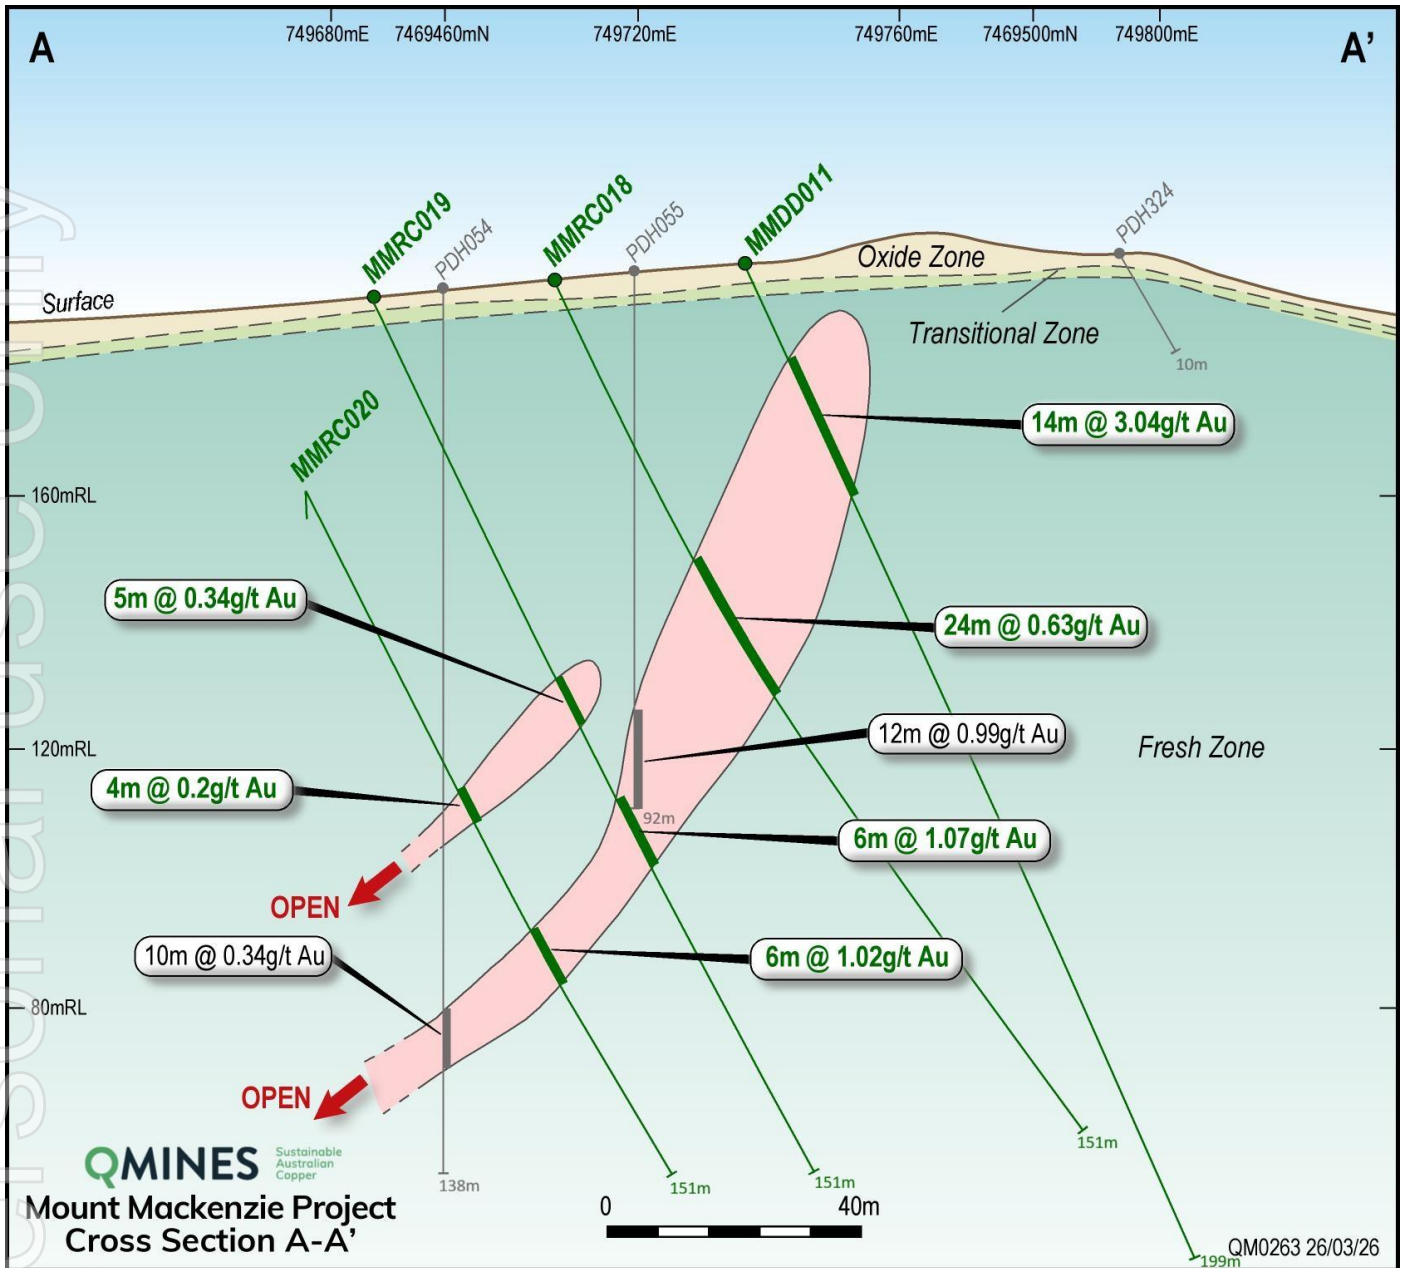 749680mE 7469460mN 749720mE 749760mE 7469500mN 749800mE
A A’
MMRC019
PDH054
MMRC018
PDH055
MMDD011
PDH324
Surface
Oxide Zone
Transitional Zone
10m
MMRC020
14m @ 3.04g/t Au
160mRL
5m @ 0.34g/t Au
24m @ 0.63g/t Au
12m @ 0.99g/t Au
120mRL
Fresh Zone
4m @ 0.2g/t Au
92m
6m @ 1.07g/t Au
OPEN
10m @ 0.34g/t Au
6m @ 1.02g/t Au
80mRL
OPEN
151m
QMINES
Sustainable
Australian
Copper
138m
151m
151m
Mount Mackenzie Project
Cross Section A-A’
0 40m
199m
QM0263 26/03/26